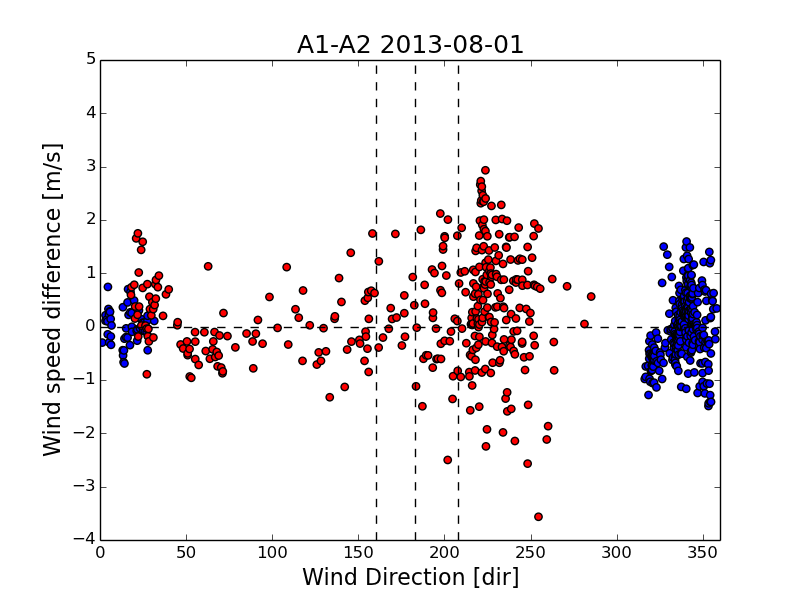 A1-A2 2013-08-01
Wind speed difference [m/s]
5
4
3
2
1
0
−1
−2
−3
−4
0 50 100 150 200 250 300 350
Wind Direction [dir]